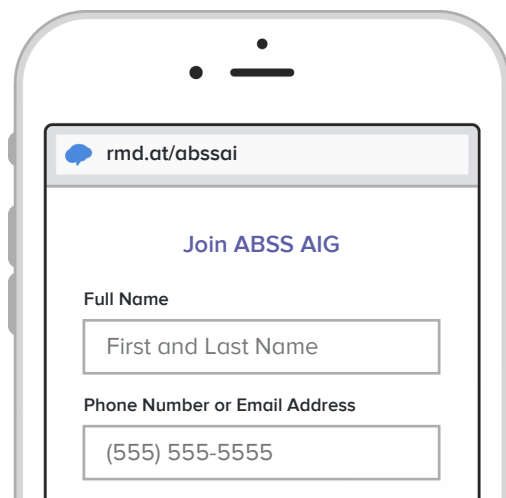 rmd.at/abssai
Join ABSS AIG
Full Name
First and Last Name
Phone Number or Email Address
(555) 555-5555